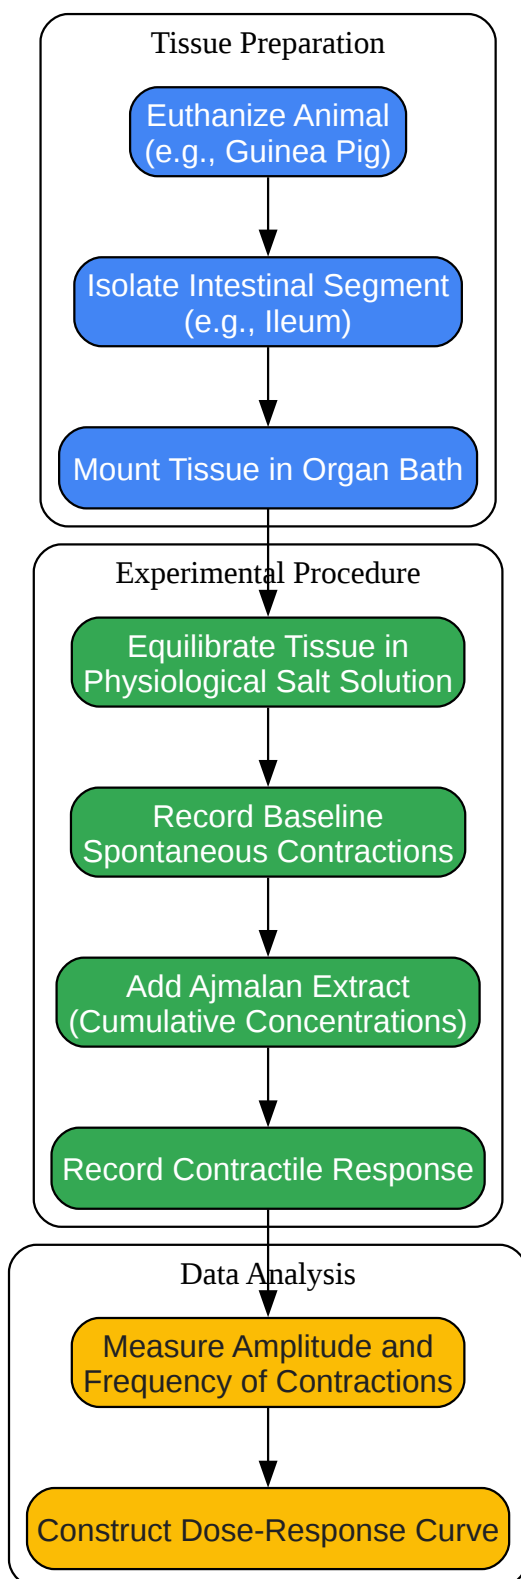 Tissue Preparation
Euthanize Animal
(e.g., Guinea Pig)
Isolate Intestinal Segment
(e.g., Ileum)
Mount Tissue in Organ Bath
Experimental Procedure
Equilibrate Tissue in
Physiological Salt Solution
Record Baseline
Spontaneous Contractions
Add Ajmalan Extract
(Cumulative Concentrations)
Record Contractile Response
Data Analysis
Measure Amplitude and
Frequency of Contractions
Construct Dose-Response Curve